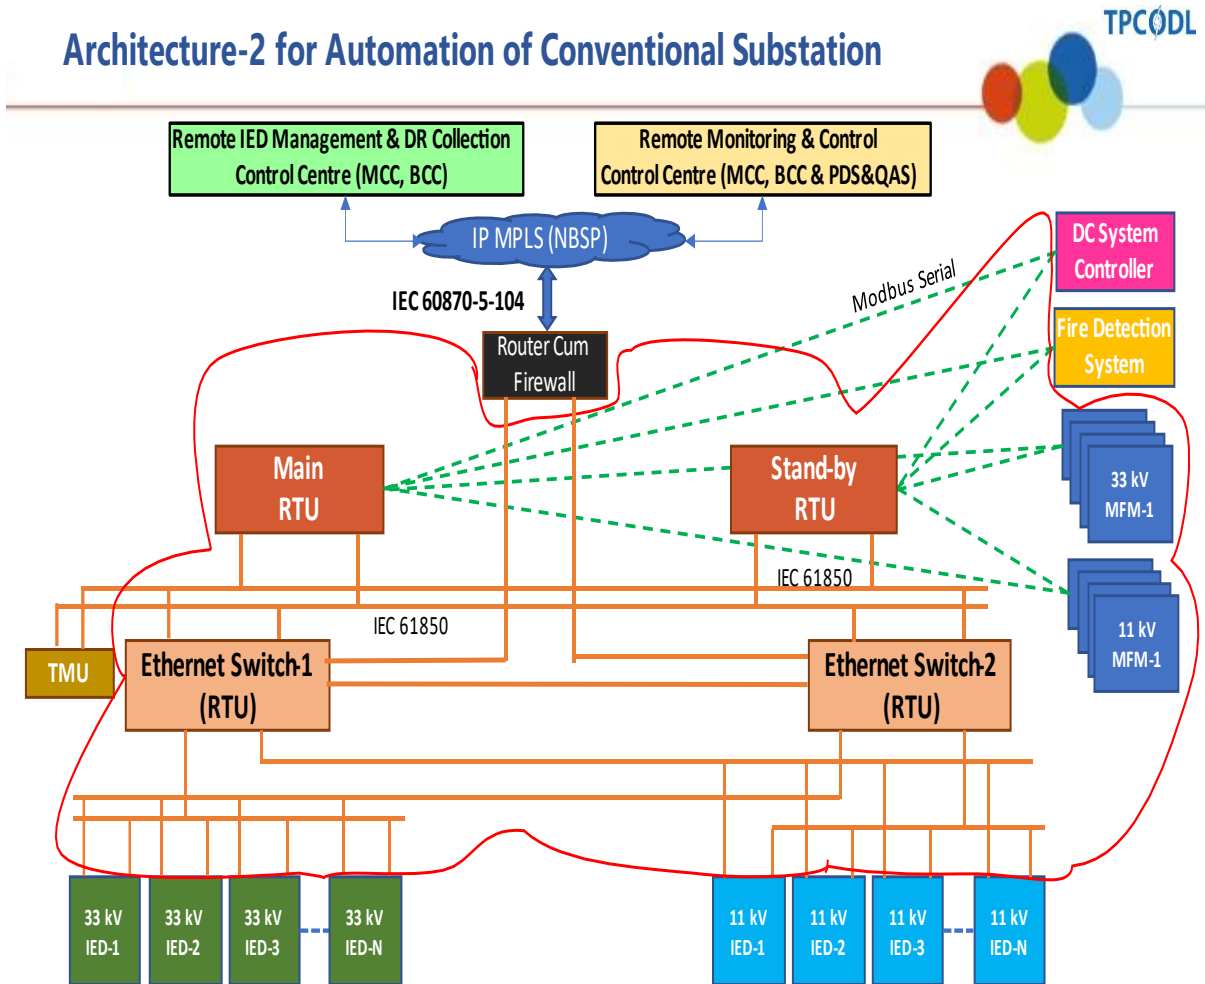 TPCODL
Architecture-2 for Automation of Conventional Substation
Remote IED Management & DR Collection
Control Centre (MCC, BCC)
Remote Monitoring & Control
Control Centre (MCC, BCC & PDS&QAS)
IP MPLS (NBSP)
DC System
Controller
Modbus Serial
IEC 60870-5-104
Fire Detection
System
Router Cum
Firewall
Main
RTU
Stand-by
RTU
33 kV
MFM-1
IEC 61850
IEC 61850
11 kV
MFM-1
TMU
Ethernet Switch-1
(RTU)
Ethernet Switch-2
(RTU)
33 kV
IED-1
33 kV
IED-2
33 kV
IED-3
33 kV
IED-N
11 kV
IED-1
11 kV
IED-2
11 kV
IED-3
11 kV
IED-N